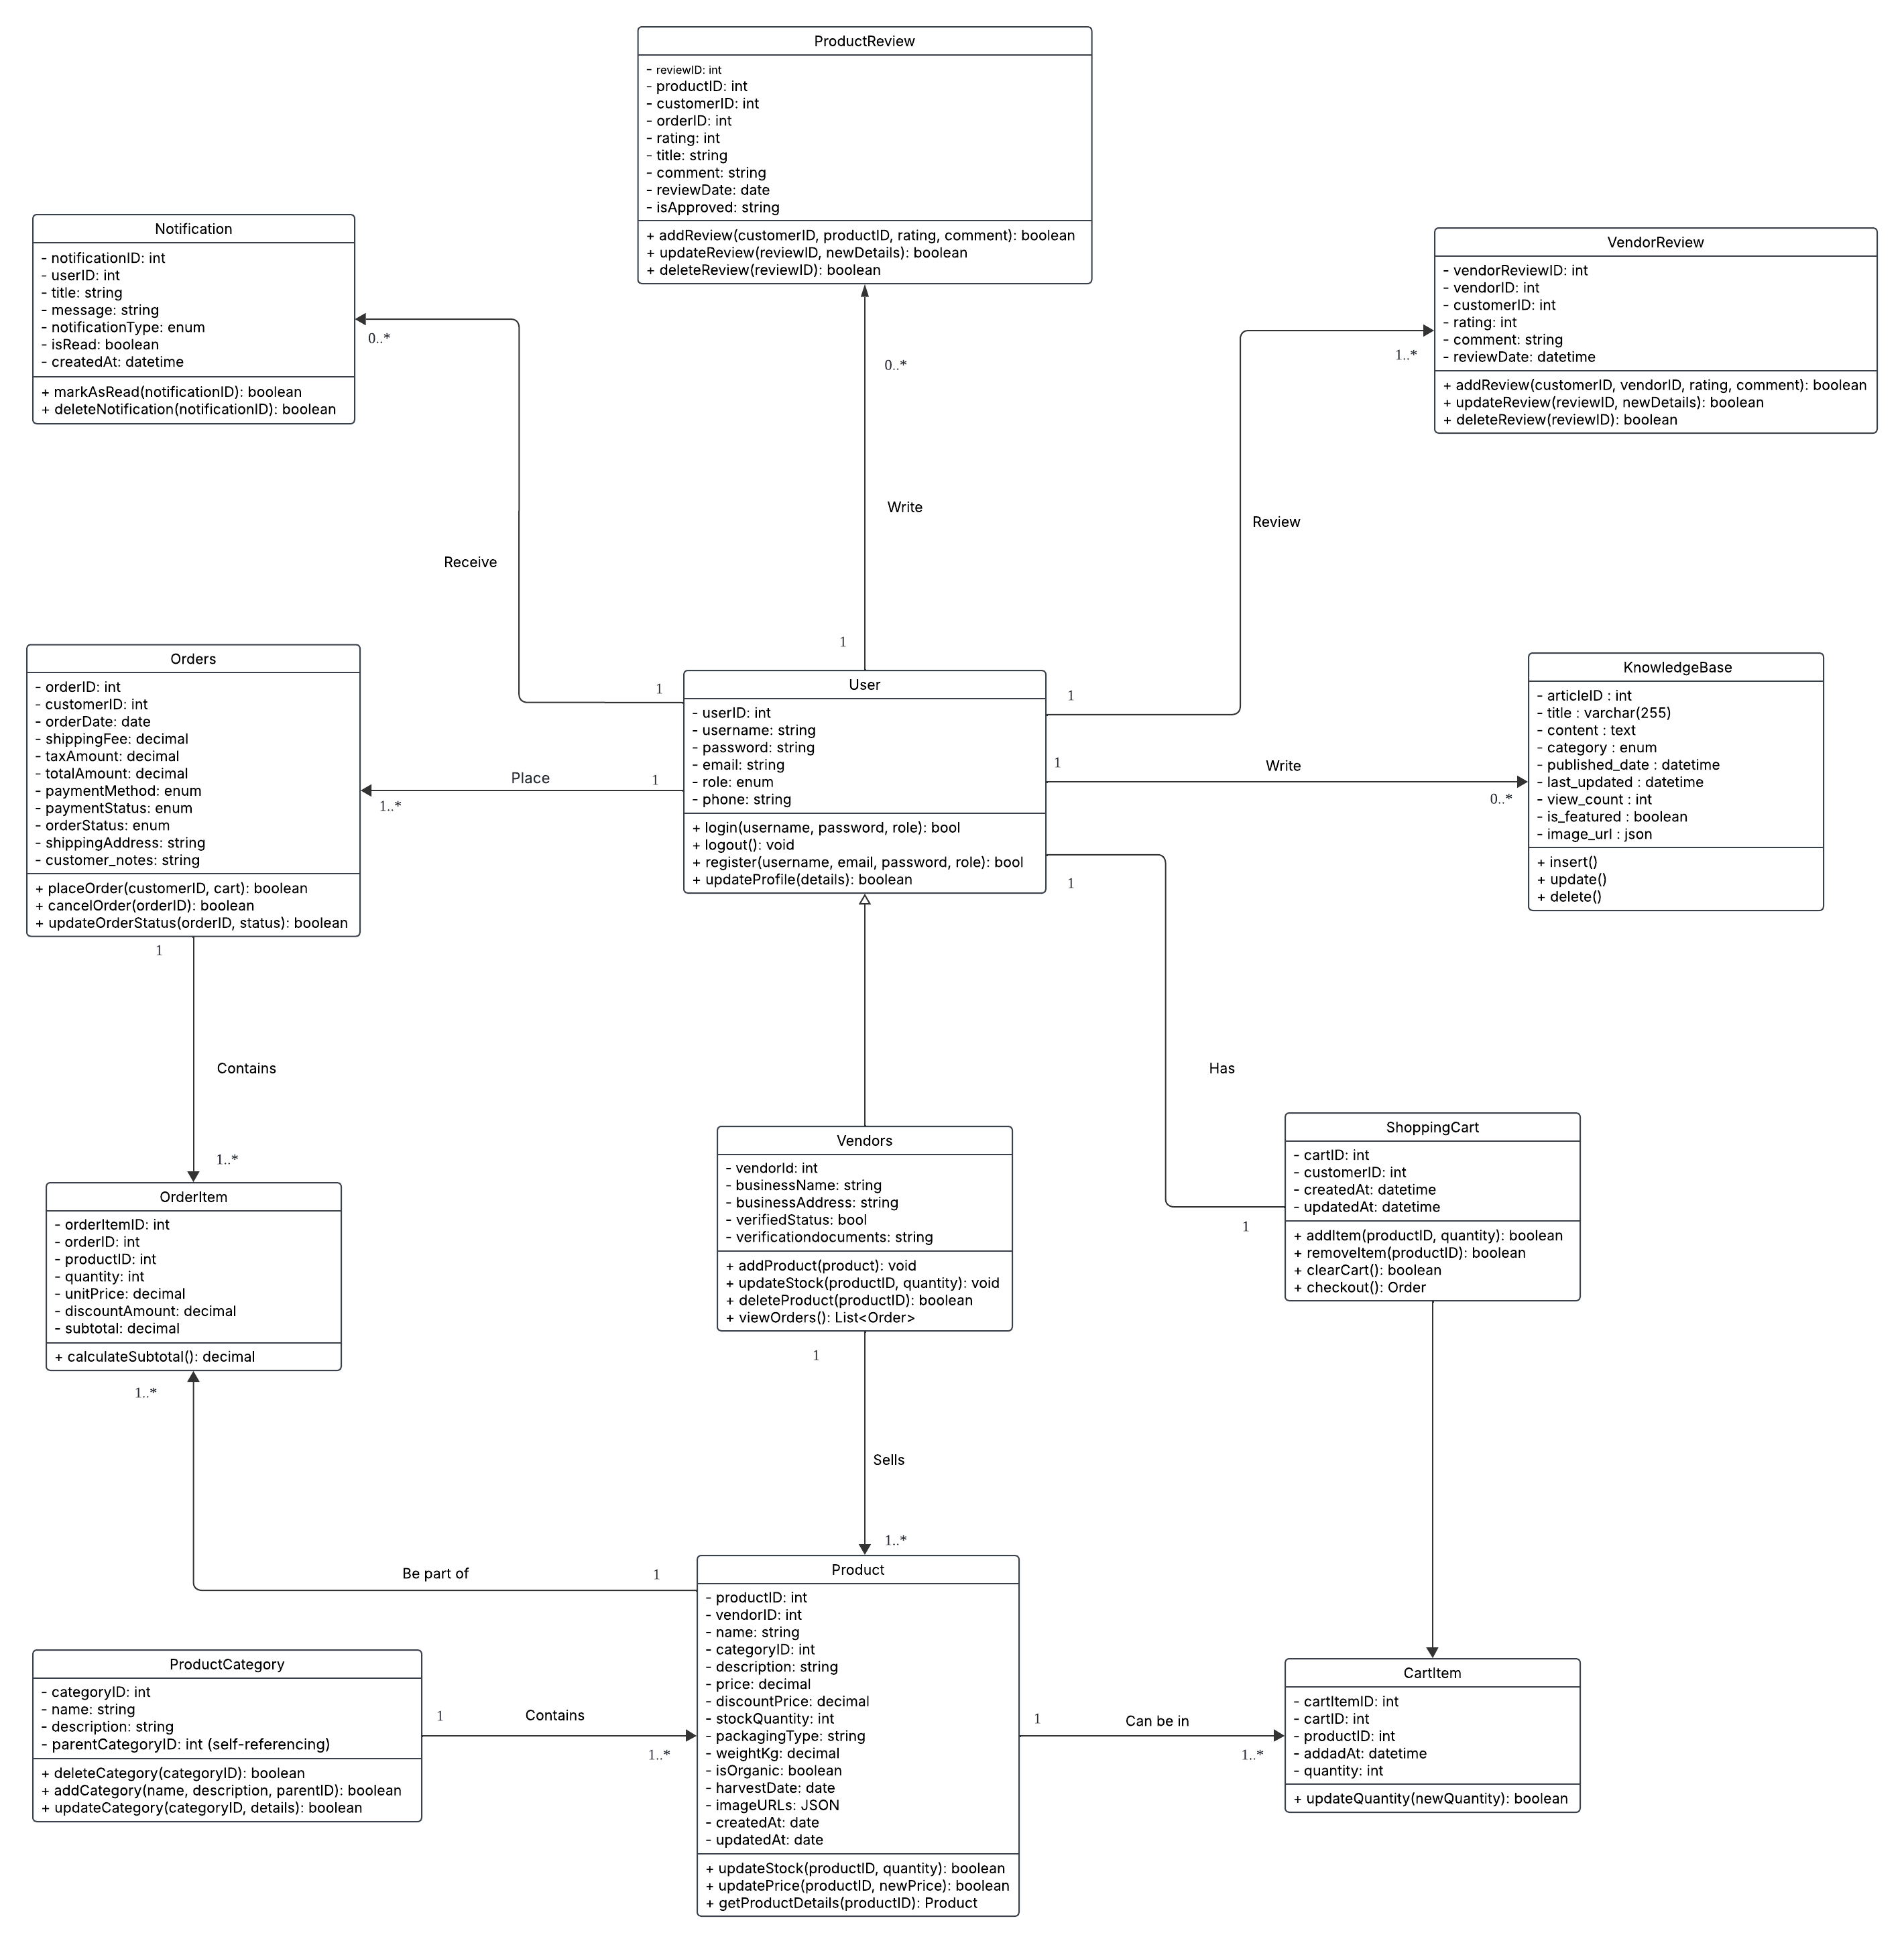 ProductReview
- reviewID: int
- productID: int
- customerID: int
- orderID: int
- rating: int
- title: string
- comment: string
- reviewDate: date
- isApproved: string
+ addReview(customerID, productID, rating, comment): boolean
+ updateReview(reviewID, newDetails): boolean
+ deleteReview(reviewID): boolean
Notification
- notificationID: int
- userID: int
- title: string
- message: string
- notificationType: enum
- isRead: boolean
- createdAt: datetime
+ markAsRead(notificationID): boolean
+ deleteNotification(notificationID): boolean
VendorReview
- vendorReviewID: int
- vendorID: int
- customerID: int
- rating: int
- comment: string
- reviewDate: datetime
+ addReview(customerID, vendorID, rating, comment): boolean
+ updateReview(reviewID, newDetails): boolean
+ deleteReview(reviewID): boolean
0..*
0..*
1..*
Write
Review
Receive
1
1
1
Orders
- orderID: int
- customerID: int
- orderDate: date
- shippingFee: decimal
- taxAmount: decimal
- totalAmount: decimal
- paymentMethod: enum
- paymentStatus: enum
- orderStatus: enum
- shippingAddress: string
- customer_notes: string
+ placeOrder(customerID, cart): boolean
+ cancelOrder(orderID): boolean
+ updateOrderStatus(orderID, status): boolean
Place
1
1..*
User
- userID: int
- username: string
- password: string
- email: string
- role: enum
- phone: string
+ login(username, password, role): bool
+ logout(): void
+ register(username, email, password, role): bool
+ updateProfile(details): boolean
1
Write
0..*
1
KnowledgeBase
- articleID : int
- title : varchar(255)
- content : text
- category : enum
- published_date : datetime
- last_updated : datetime
- view_count : int
- is_featured : boolean
- image_url : json
+ insert()
+ update()
+ delete()
1
Contains
1..*
Has
OrderItem
- orderItemID: int
- orderID: int
- productID: int
- quantity: int
- unitPrice: decimal
- discountAmount: decimal
- subtotal: decimal
+ calculateSubtotal(): decimal
1..*
Vendors
- vendorId: int
- businessName: string
- businessAddress: string
- verifiedStatus: bool
- verificationdocuments: string
+ addProduct(product): void
+ updateStock(productID, quantity): void
+ deleteProduct(productID): boolean
+ viewOrders(): List<Order>
1
ShoppingCart
- cartID: int
- customerID: int
- createdAt: datetime
- updatedAt: datetime
+ addItem(productID, quantity): boolean
+ removeItem(productID): boolean
+ clearCart(): boolean
+ checkout(): Order
1
Sells
1..*
Be part of
1
Product
- productID: int
- vendorID: int
- name: string
- categoryID: int
- description: string
- price: decimal
- discountPrice: decimal
- stockQuantity: int
- packagingType: string
- weightKg: decimal
- isOrganic: boolean
- harvestDate: date
- imageURLs: JSON
- createdAt: date
- updatedAt: date
+ updateStock(productID, quantity): boolean
+ updatePrice(productID, newPrice): boolean
+ getProductDetails(productID): Product
ProductCategory
- categoryID: int
- name: string
- description: string
- parentCategoryID: int (self-referencing)
+ deleteCategory(categoryID): boolean
+ addCategory(name, description, parentID): boolean
+ updateCategory(categoryID, details): boolean
1
Contains
1..*
1
Can be in
1..*
CartItem
- cartItemID: int
- cartID: int
- productID: int
- addadAt: datetime
- quantity: int
+ updateQuantity(newQuantity): boolean